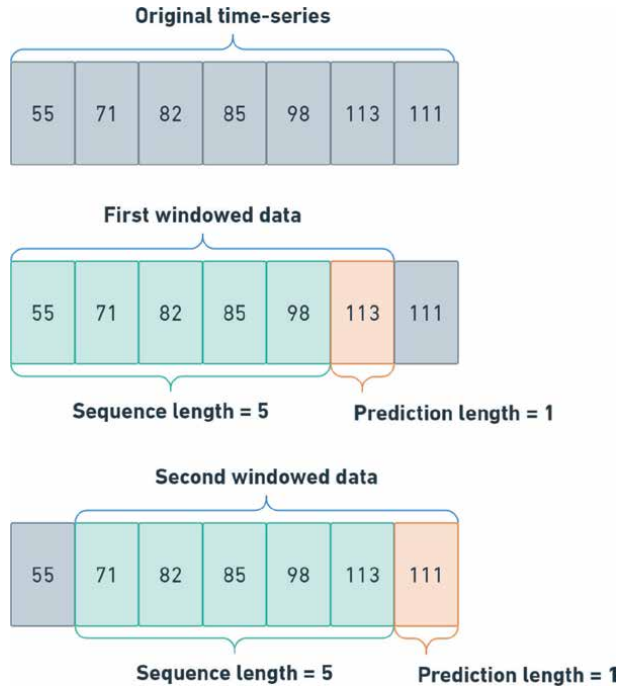 Original time-series
55 71 82 85 98 113 111
First windowed data
55 71 82 85 98 113 111
Sequence length = 5 Prediction length = 1
Second windowed data
55 71 82 85 98 113 111
Sequence length = 5 Prediction length = 1